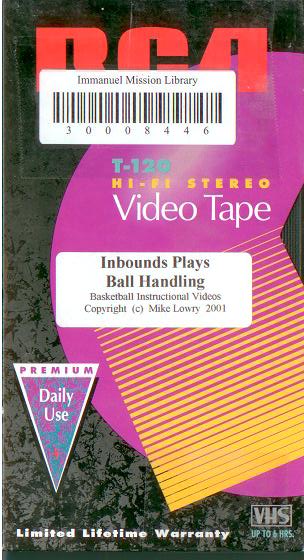 RCA
Immanuel Mission Library
30008446
T-120
HI-FI STEREO
Video Tape
Inbounds Plays
Ball Handling
Basketball Instructional Videos
Copyright (c) Mike Lowry 2001
PREMIUM
Daily
Use
VHS
UP TO 6 HRS.
Limited Lifetime Warranty